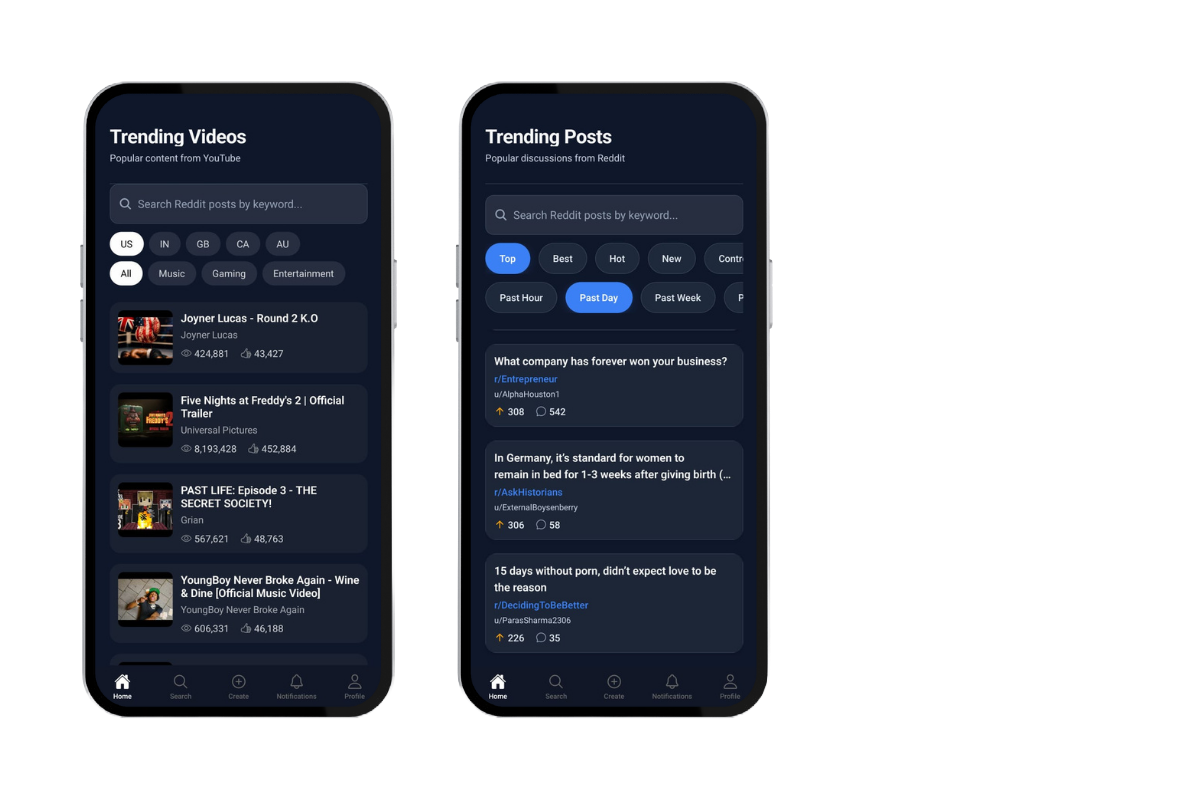 Trending Videos
Popular content from YouTube
Search Reddit posts by keyword...
US IN GB CA AU
All Music Gaming Entertainment
Joyner Lucas - Round 2 K.O
Joyner Lucas
424,881 43,427
Five Nights at Freddy's 2 | Official
Trailer
Universal Pictures
8,193,428 452,884
PAST LIFE: Episode 3 - THE
SECRET SOCIETY!
Grian
567,621 48,763
YoungBoy Never Broke Again - Wine
& Dine [Official Music Video]
YoungBoy Never Broke Again
606,331 46,188
Home Search Create Notifications Profile
Trending Posts
Popular discussions from Reddit
Search Reddit posts by keyword...
Top Best Hot New Contr
Past Hour Past Day Past Week P
What company has forever won your business?
r/Entrepreneur
u/AlphaHouston1
308 542
In Germany, it's standard for women to
remain in bed for 1-3 weeks after giving birth (...
r/AskHistorians
u/ExternalBoysenberry
306 58
15 days without porn, didn't expect love to be
the reason
r/DecidingToBeBetter
u/ParasSharma2306
226 35
Home Search Create Notifications Profile